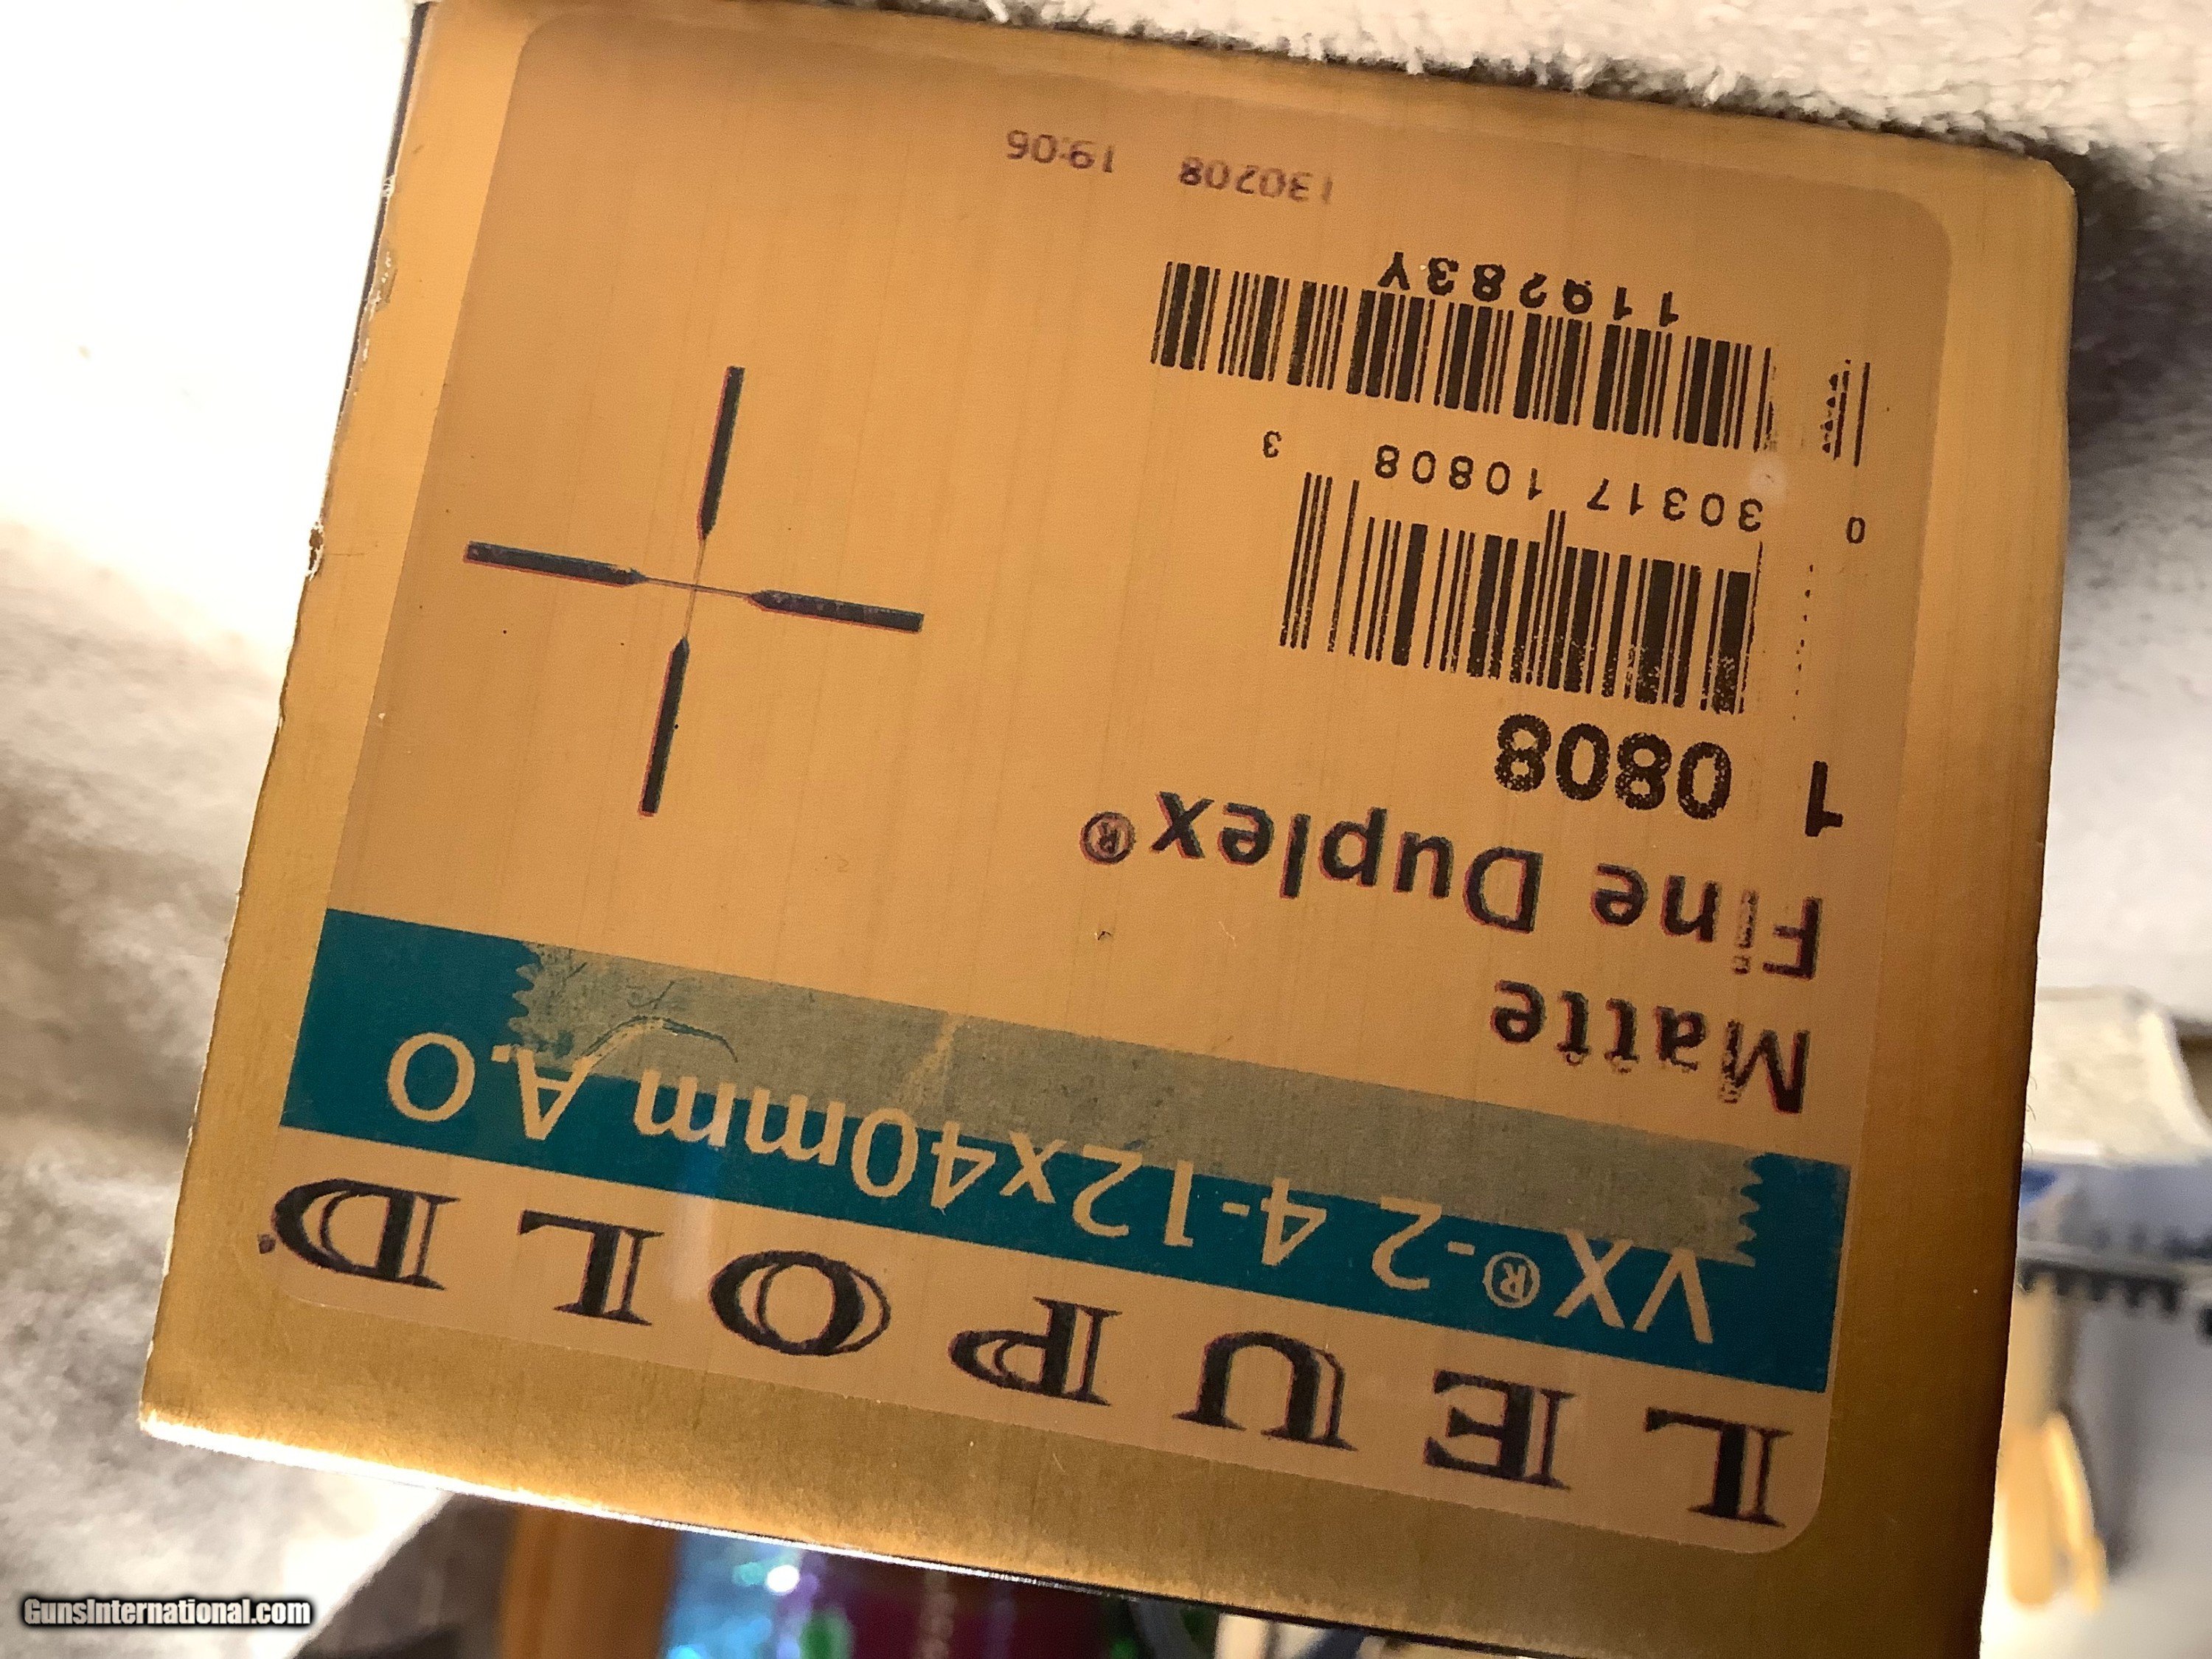 LEUPOLD
VX®-2 4-12x40mm A.O
Matte
Fine Duplex®
1 0808
0 30317 10808 3
11Q283Y
130208 19:06
GunsInternational.com